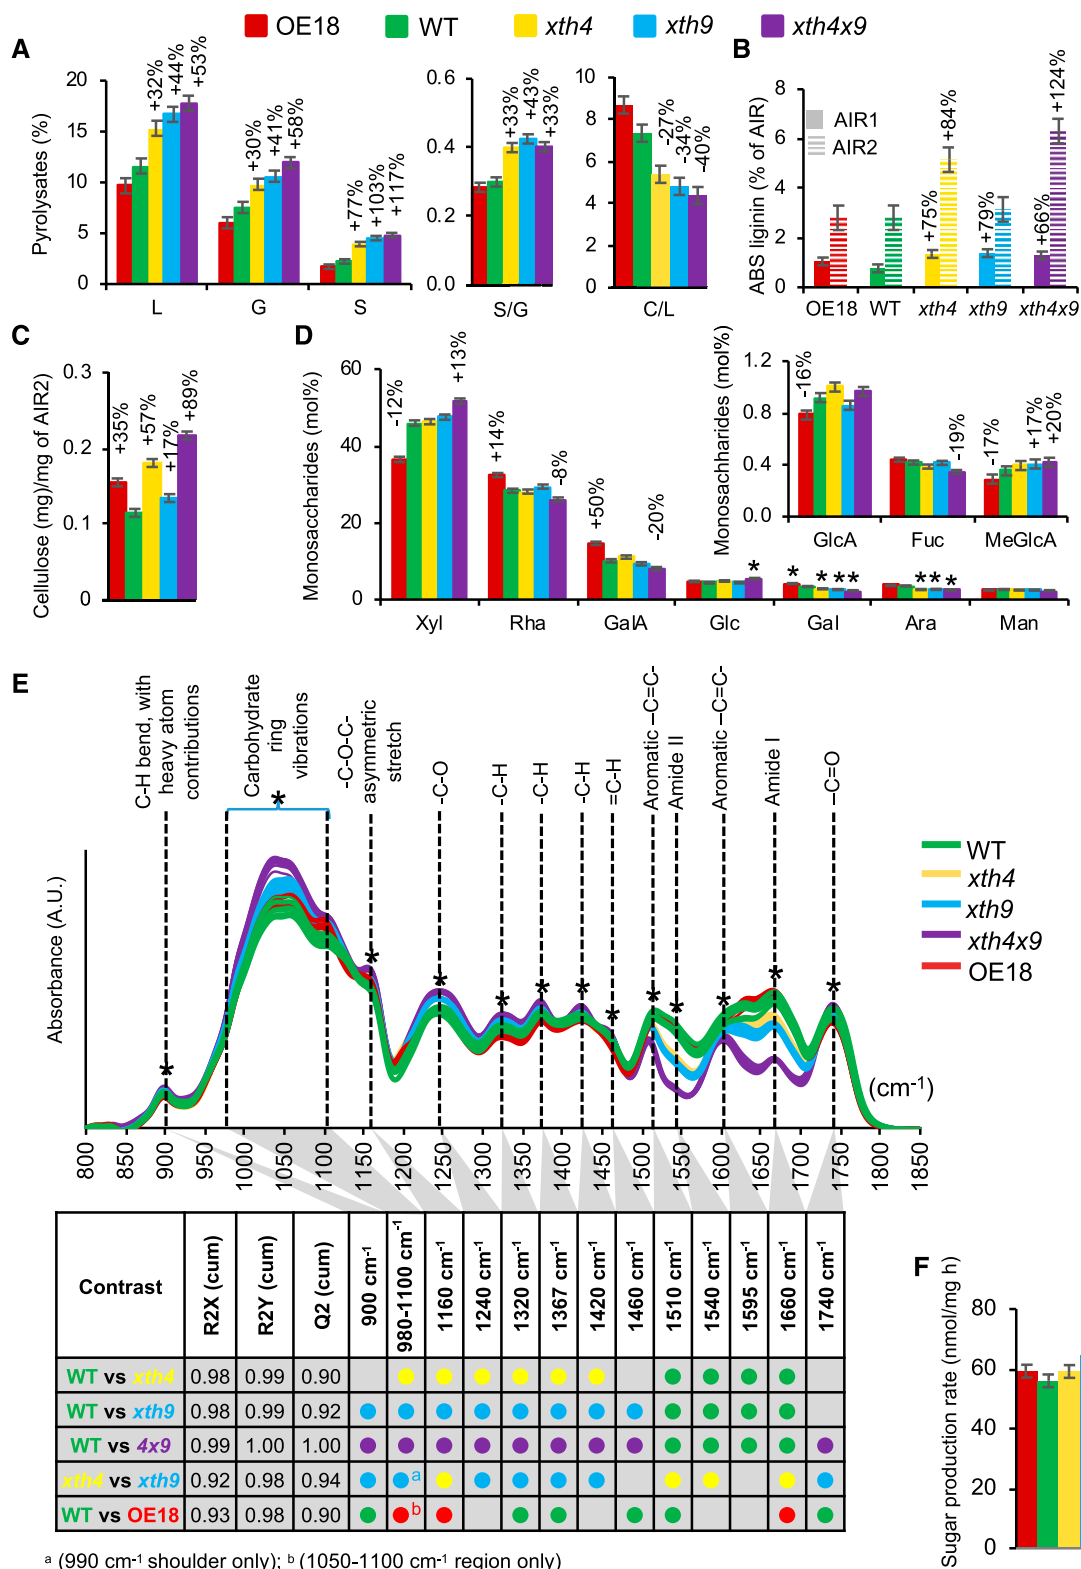 OE18 WT xth4 xth9 xth4x9
A
Pyrolysates (%)
20
15
10
5
0
+32%
+44%
+53%
+30%
+41%
+58%
+77%
+103%
+117%
L G S
0.6
0.4
0.2
0.0
+33%
+43%
+33%
S/G
10
8
6
4
2
0
-27%
-34%
-40%
C/L
B
ABS liginin (% of AIR)
8
6
4
2
0
AIR1
AIR2
+75%
+84%
+79%
+66%
+124%
OE18 WT xth4 xth9 xth4x9
C
Cellulose (mg)/mg of AIR2)
0.3
0.2
0.1
0
+35%
+57%
+17%
+89%
D
Monosaccharides (mol%)
60
40
20
0
-12%
+13%
+14%
-8%
+50%
-20%
*
* * * *
* * *
Xyl Rha GalA Glc Gal Ara Man
Monosachharides (mol%)
1.2
0.8
0.4
0.0
-16%
-19%
-17%
+17%
+20%
GlcA Fuc MeGlcA
E
C-H bend, with
heavy atom
contributions
Carbohydrate
ring
vibrations
-C-O-C-
asymmetric
stretch
-C-O
-C-H
-C-H
-C-H
=C-H
Aromatic –C=C-
Amide II
Aromatic –C=C-
Amide I
–C=O
* * * * * * * * * * * * *
Absorbance (A.U.)
WT
xth4
xth9
xth4x9
OE18
(cm-1)
800 850 900 950 1000 1050 1100 1150 1200 1250 1300 1350 1400 1450 1500 1550 1600 1650 1700 1750 1800 1850
Contrast R2X (cum) R2Y (cum) Q2 (cum) 900 cm-1 980-1100 cm-1 1160 cm-1 1240 cm-1 1320 cm-1 1367 cm-1 1420 cm-1 1460 cm-1 1510 cm-1 1540 cm-1 1595 cm-1 1660 cm-1 1740 cm-1
WT vs xth4 0.98 0.99 0.90
WT vs xth9 0.98 0.99 0.92
WT vs 4x9 0.99 1.00 1.00
xth4 vs xth9 0.92 0.98 0.94 a
WT vs OE18 0.93 0.98 0.90 b
a (990 cm-1 shoulder only); b (1050-1100 cm-1 region only)
F
Sugar production rate (nmol/mg h)
80
60
40
20
0